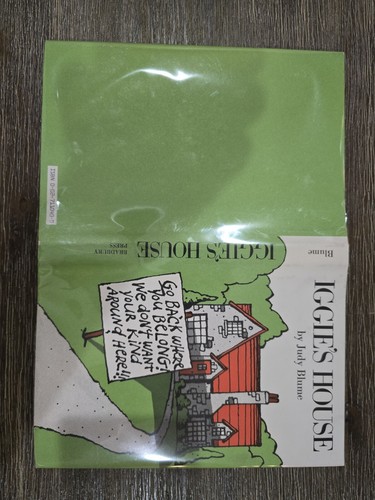 IGGIE'S HOUSE
by Judy Blume
GO BACK WHERE
YOU BELONG
WE DON'T WANT
YOUR KIND
AROUND HERE!!
Blume
IGGIE'S HOUSE
BRADBURY
PRESS